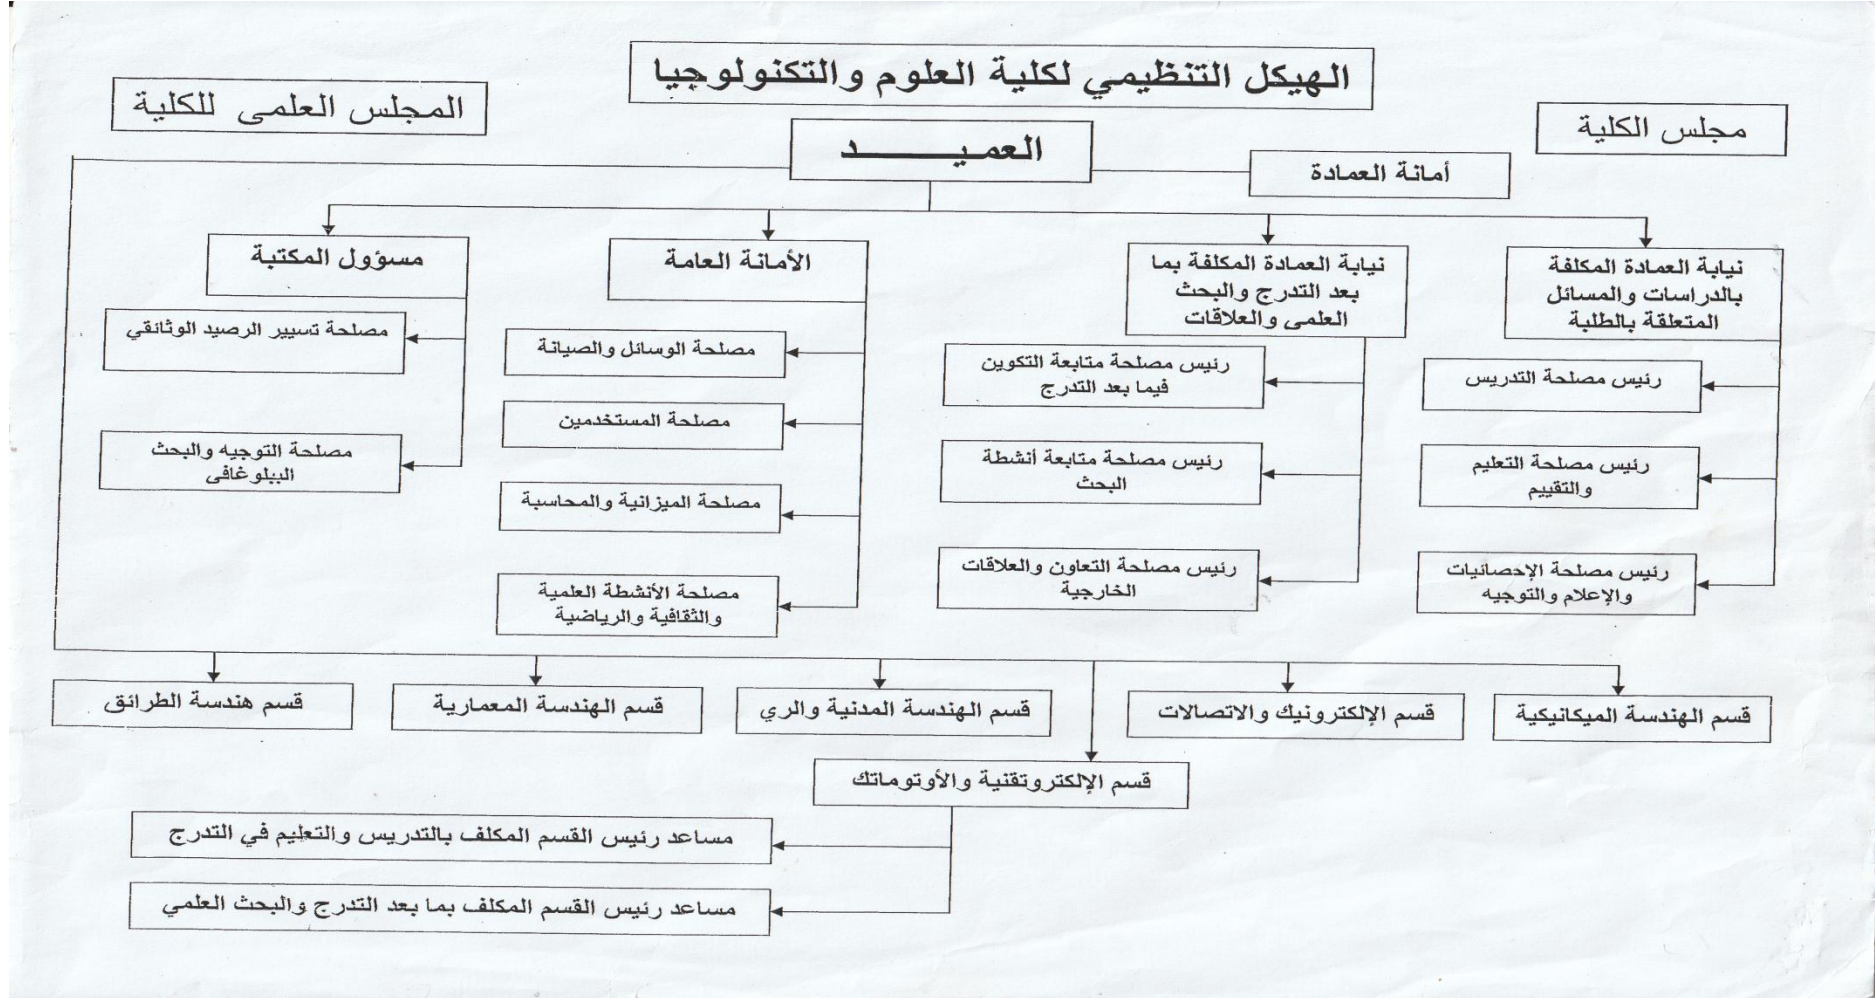 الهيكل التنظيمي لكلية العلوم والتكنولوجيا
مجلس الكلية
المجلس العلمى للكلية
العميـــــــد
أمانة العمادة
نيابة العمادة المكلفة
بالدراسات والمسائل
المتعلقة بالطلبة
نيابة العمادة المكلفة بما
بعد التدرج والبحث
العلمى والعلاقات
الأمانة العامة
مسؤول المكتبة
رئيس مصلحة التدريس
رئيس مصلحة التعليم
والتقييم
رئيس مصلحة الإحصائيات
والإعلام والتوجيه
رئيس مصلحة متابعة التكوين
فيما بعد التدرج
رئيس مصلحة متابعة أنشطة
البحث
رئيس مصلحة التعاون والعلاقات
الخارجية
مصلحة الوسائل والصيانة
مصلحة المستخدمين
مصلحة الميزانية والمحاسبة
مصلحة الأنشطة العلمية
والثقافية والرياضية
مصلحة تسيير الرصيد الوثائقي
مصلحة التوجيه والبحث
الببلوغافى
قسم الهندسة الميكانيكية
قسم الإلكترونيك والاتصالات
قسم الهندسة المدنية والري
قسم الهندسة المعمارية
قسم هندسة الطرائق
قسم الإلكتروتقنية والأوتوماتك
مساعد رئيس القسم المكلف بالتدريس والتعليم في التدرج
مساعد رئيس القسم المكلف بما بعد التدرج والبحث العلمي